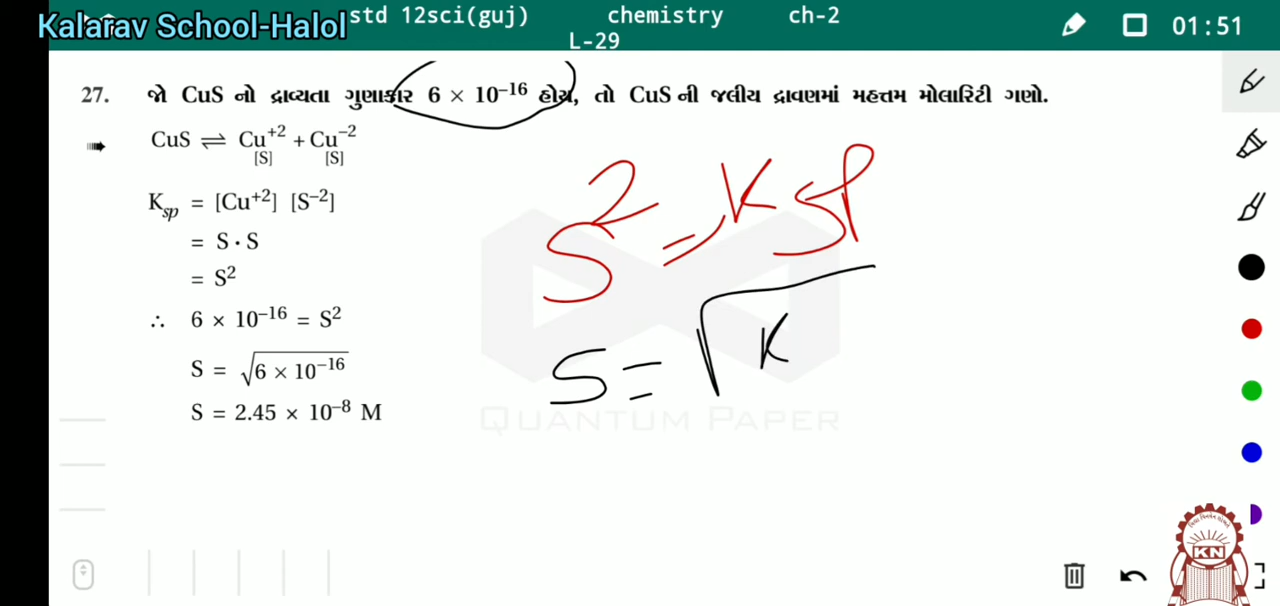 Kalarav School-Halol std 12sci(guj) chemistry ch-2
L-29
01:51
27. જો CuS નો દ્રાવ્યતા ગુણાકાર 6 × 10⁻¹⁶ હોય, તો CuS ની જલીય દ્રાવણમાં મહત્તમ મોલારિટી ગણો.
CuS ⇌ Cu⁺² + Cu⁻²
[S] [S]
Ksp = [Cu⁺²] [S⁻²]
= S · S
= S²
∴ 6 × 10⁻¹⁶ = S²
S = √6 × 10⁻¹⁶
S = 2.45 × 10⁻⁸ M
S² = Ksp
S = √K
QUANTUM PAPER
KN